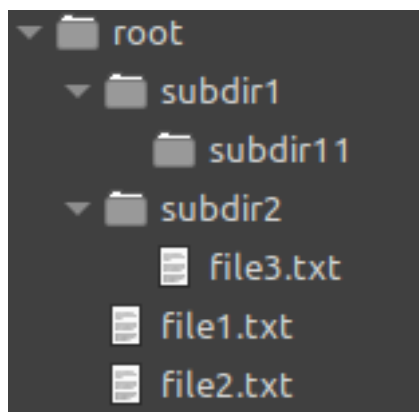 root
subdir1
subdir11
subdir2
file3.txt
file1.txt
file2.txt